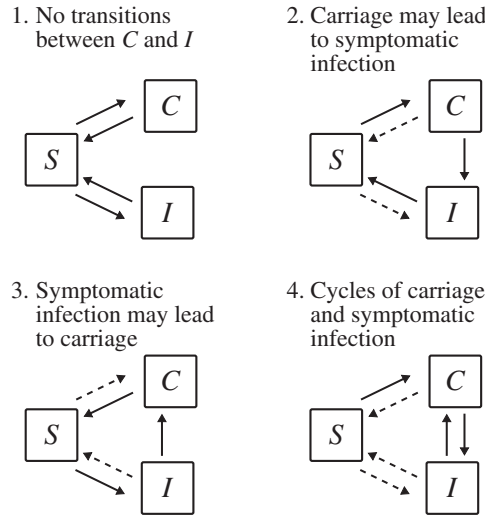 1. No transitions
between C and I
C
S
I
2. Carriage may lead
to symptomatic
infection
C
S
I
3. Symptomatic
infection may lead
to carriage
C
S
I
4. Cycles of carriage
and symptomatic
infection
C
S
I